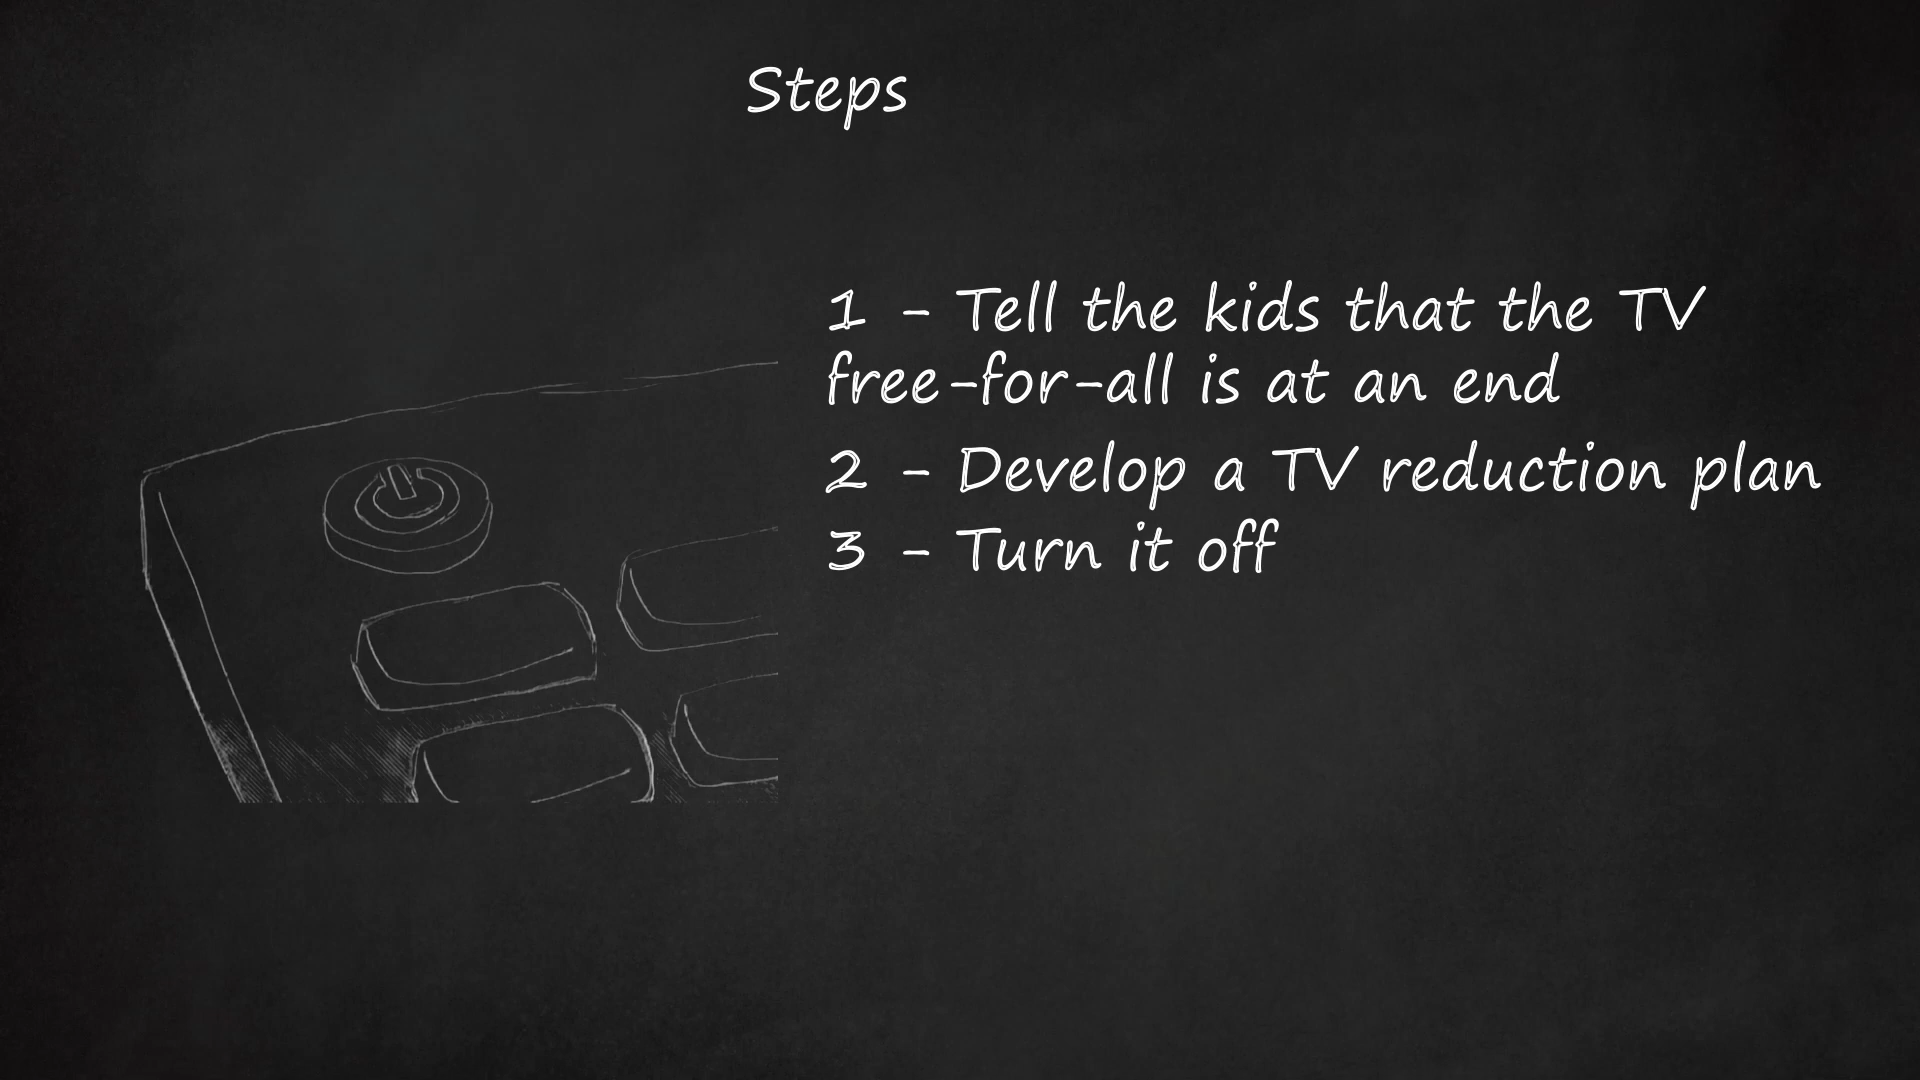 Steps
1 - Tell the kids that the TV
free-for-all is at an end
2 - Develop a TV reduction plan
3 - Turn it off